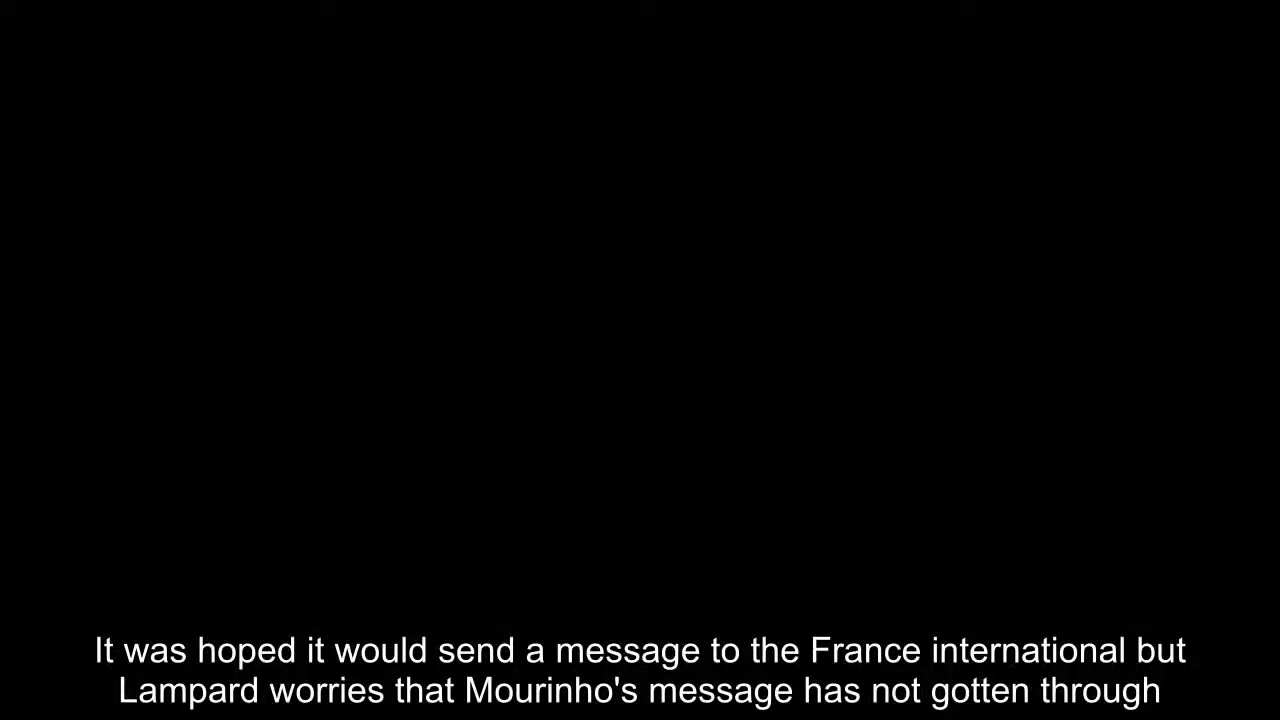 It was hoped it would send a message to the France international but
Lampard worries that Mourinho's message has not gotten through